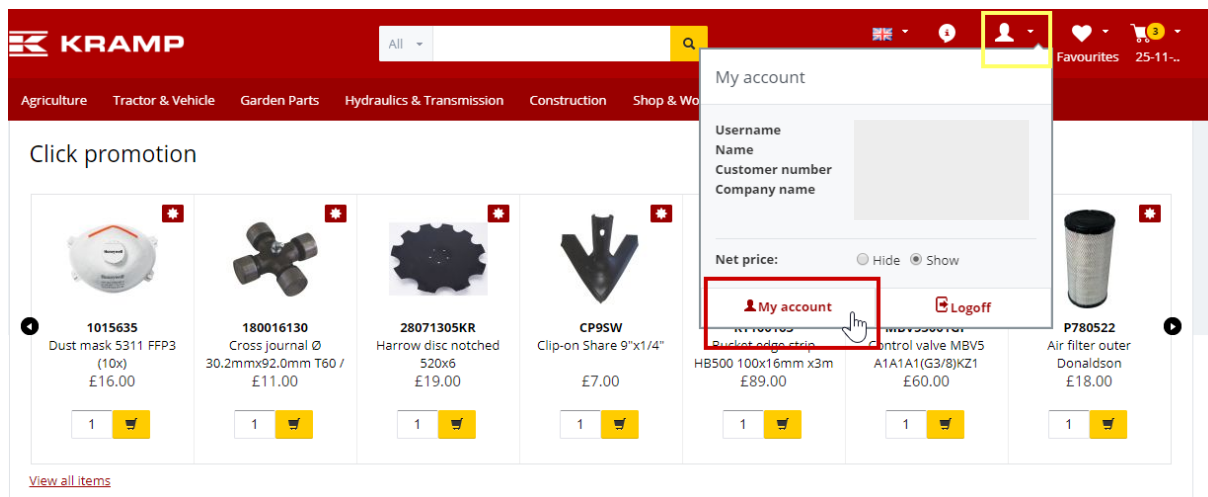 KRAMP
All
3
Favourites
25-11-..
Agriculture
Tractor & Vehicle
Garden Parts
Hydraulics & Transmission
Construction
Shop & Wo
My account
Username
Name
Customer number
Company name
Net price:
Hide
Show
My account
Logoff
Click promotion
1015635
Dust mask 5311 FFP3
(10x)
£16.00
1
180016130
Cross journal Ø
30.2mmx92.0mm T60 /
£11.00
1
28071305KR
Harrow disc notched
520x6
£19.00
1
CP9SW
Clip-on Share 9"x1/4"
£7.00
1
Bucket edge strip
HB500 100x16mm x3m
£89.00
1
Control valve MBV5
A1A1A1(G3/8)KZ1
£60.00
1
P780522
Air filter outer
Donaldson
£18.00
1
View all items